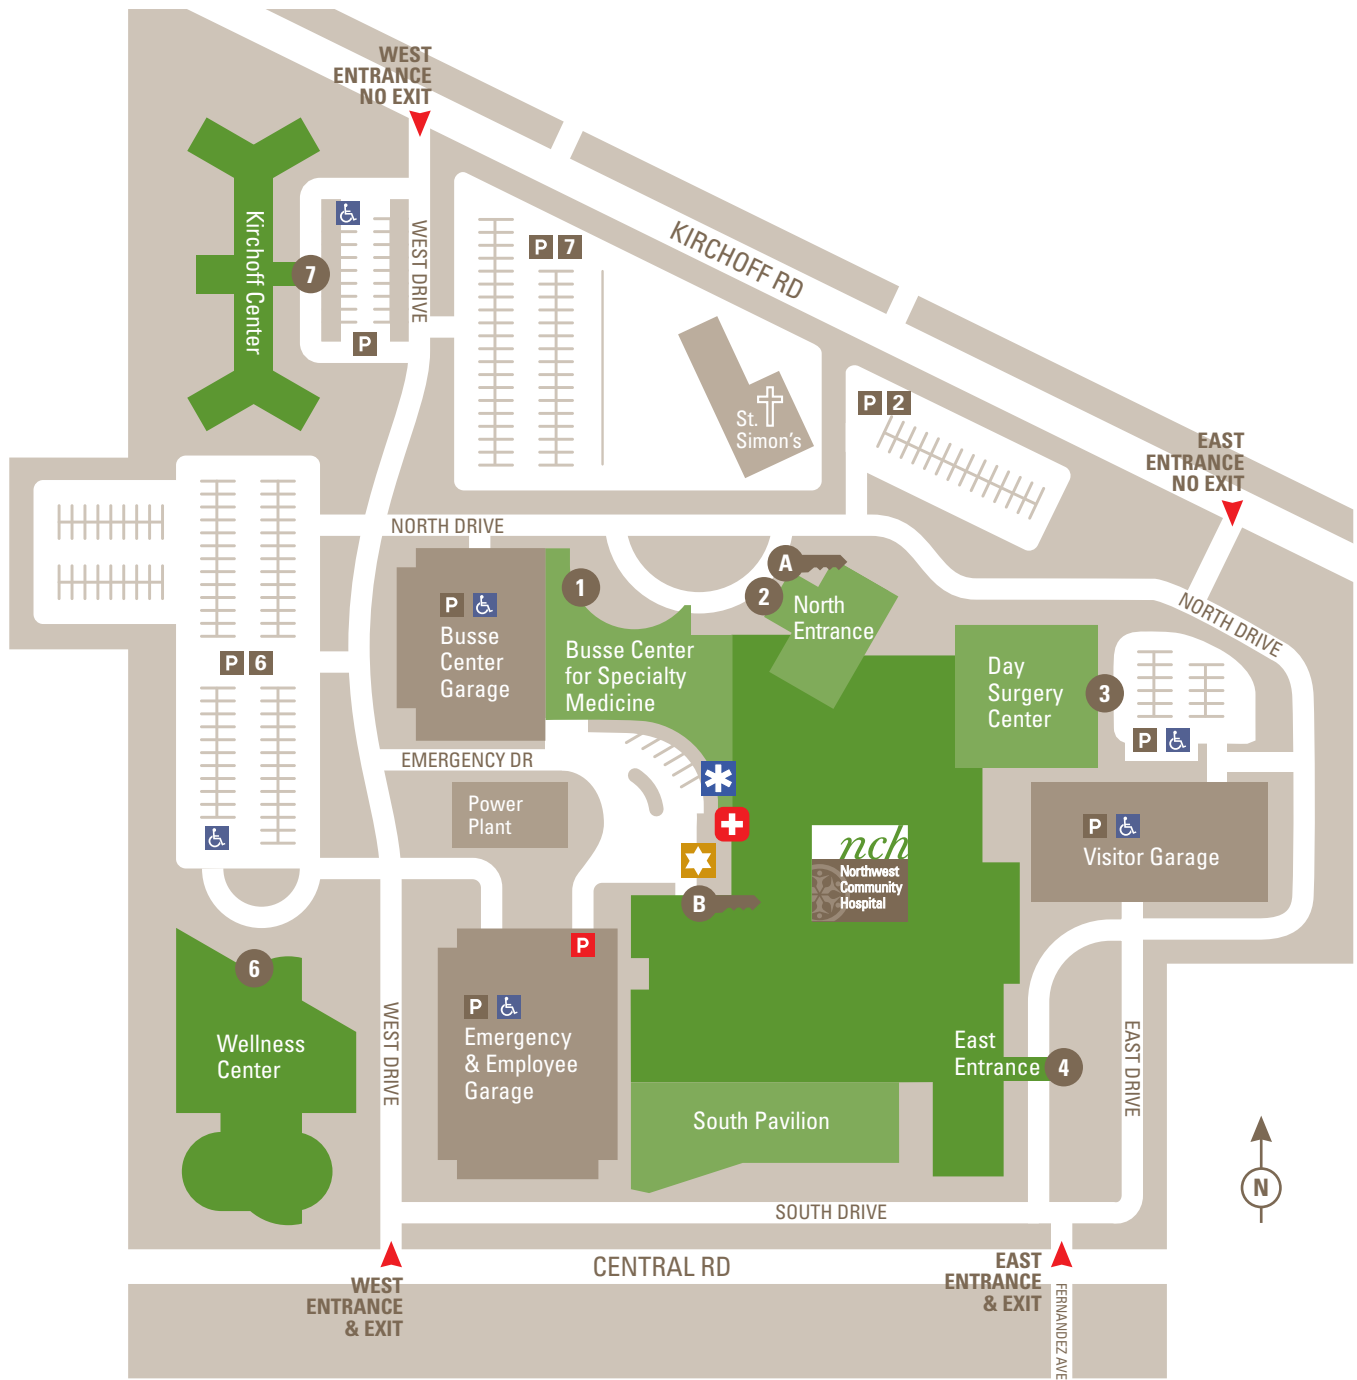 WEST
ENTRANCE
NO EXIT
KIRCHOFF RD
Kirchoff Center
7
P
WEST DRIVE
P 7
St.
Simon's
P 2
EAST
ENTRANCE
NO EXIT
NORTH DRIVE
A
1
2
North
Entrance
NORTH DRIVE
P
Busse
Center
Garage
Busse Center
for Specialty
Medicine
P 6
Day
Surgery
Center
3
P
EMERGENCY DR
Power
Plant
nch
Northwest
Community
Hospital
P
Visitor Garage
B
P
6
P
Emergency
& Employee
Garage
Wellness
Center
WEST DRIVE
East
Entrance
4
EAST DRIVE
South Pavilion
N
SOUTH DRIVE
CENTRAL RD
WEST
ENTRANCE
& EXIT
EAST
ENTRANCE
& EXIT
FERNANDEZ AVE